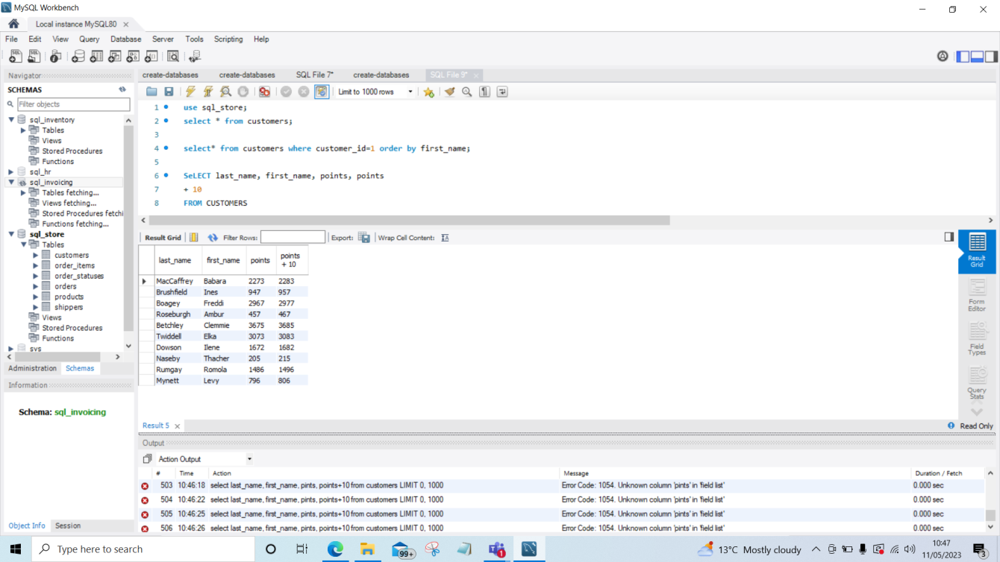 MySQL Workbench
Local instance MySQL80
File Edit View Query Database Server Tools Scripting Help
Navigator
SCHEMAS
Filter objects
sql_inventory
Tables
Views
Stored Procedures
Functions
sql_hr
sql_invoicing
Tables fetching...
Views fetching...
Stored Procedures fetchi
Functions fetching...
sql_store
Tables
customers
order_items
order_statuses
orders
products
shippers
Views
Stored Procedures
Functions
sys
Administration Schemas
Information
Schema: sql_invoicing
Object Info Session
create-databases create-databases SQL File 7* create-databases SQL File 9*
Limit to 1000 rows
1 use sql_store;
2 select * from customers;
3
4 select* from customers where customer_id=1 order by first_name;
5
6 SeLECT last_name, first_name, points, points
7 + 10
8 FROM CUSTOMERS
Result Grid Filter Rows: Export: Wrap Cell Content:
last_name first_name points points + 10
MacCaffrey Babara 2273 2283
Brushfield Ines 947 957
Boagey Freddi 2967 2977
Roseburgh Ambur 457 467
Betchley Clemmie 3675 3685
Twiddell Elka 3073 3083
Dowson Ilene 1672 1682
Naseby Thacher 205 215
Rumgay Romola 1486 1496
Mynett Levy 796 806
Result Grid
Form Editor
Field Types
Query Stats
Result 5
Read Only
Output
Action Output
# Time Action Message Duration / Fetch
503 10:46:18 select last_name, first_name, pints, points+10 from customers LIMIT 0, 1000 Error Code: 1054. Unknown column 'pints' in 'field list' 0.000 sec
504 10:46:22 select last_name, first_name, pints, points+10 from customers LIMIT 0, 1000 Error Code: 1054. Unknown column 'pints' in 'field list' 0.000 sec
505 10:46:25 select last_name, first_name, pints, points+10 from customers LIMIT 0, 1000 Error Code: 1054. Unknown column 'pints' in 'field list' 0.000 sec
506 10:46:26 select last_name, first_name, pints, points+10 from customers LIMIT 0, 1000 Error Code: 1054. Unknown column 'pints' in 'field list' 0.000 sec
Type here to search
99+
1
13°C Mostly cloudy
10:47
11/05/2023
3